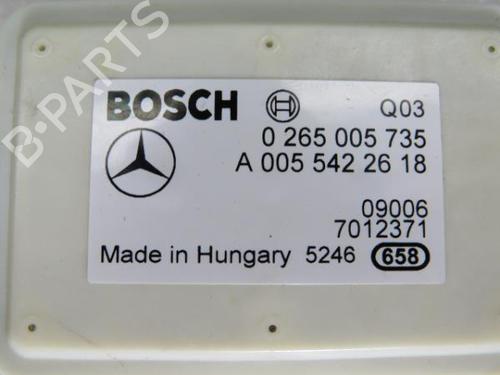 BOSCH Q03
0 265 005 735
A 005 542 26 18
09006
7012371
Made in Hungary 5246 658
B-PARTS